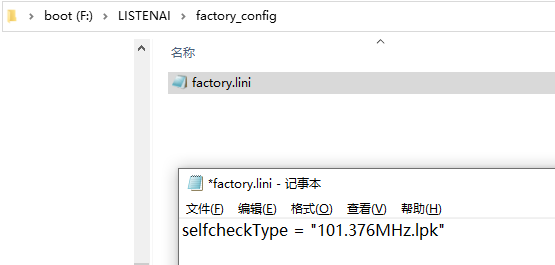 boot (F:) > LISTENAI > factory_config
名称
factory.lini
*factory.lini - 记事本
文件(F) 编辑(E) 格式(O) 查看(V) 帮助(H)
selfcheckType = "101.376MHz.lpk"